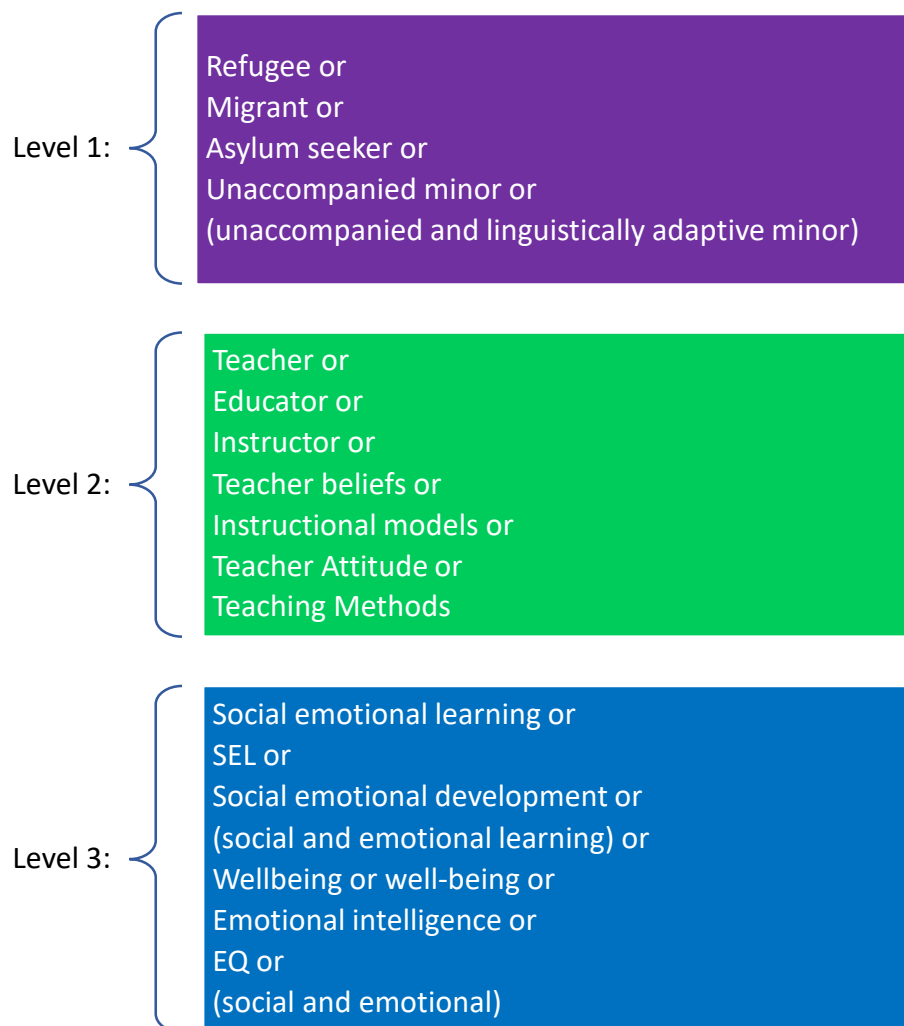 Level 1:
Refugee or
Migrant or
Asylum seeker or
Unaccompanied minor or
(unaccompanied and linguistically adaptive minor)
Level 2:
Teacher or
Educator or
Instructor or
Teacher beliefs or
Instructional models or
Teacher Attitude or
Teaching Methods
Level 3:
Social emotional learning or
SEL or
Social emotional development or
(social and emotional learning) or
Wellbeing or well-being or
Emotional intelligence or
EQ or
(social and emotional)